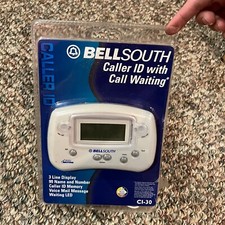 BELLSOUTH
Caller ID with
Call Waiting
CALLER ID
BELLSOUTH
3 Line Display
99 Name and Number
Caller ID Memory
Voice Mail Message
Waiting LED
CI-30